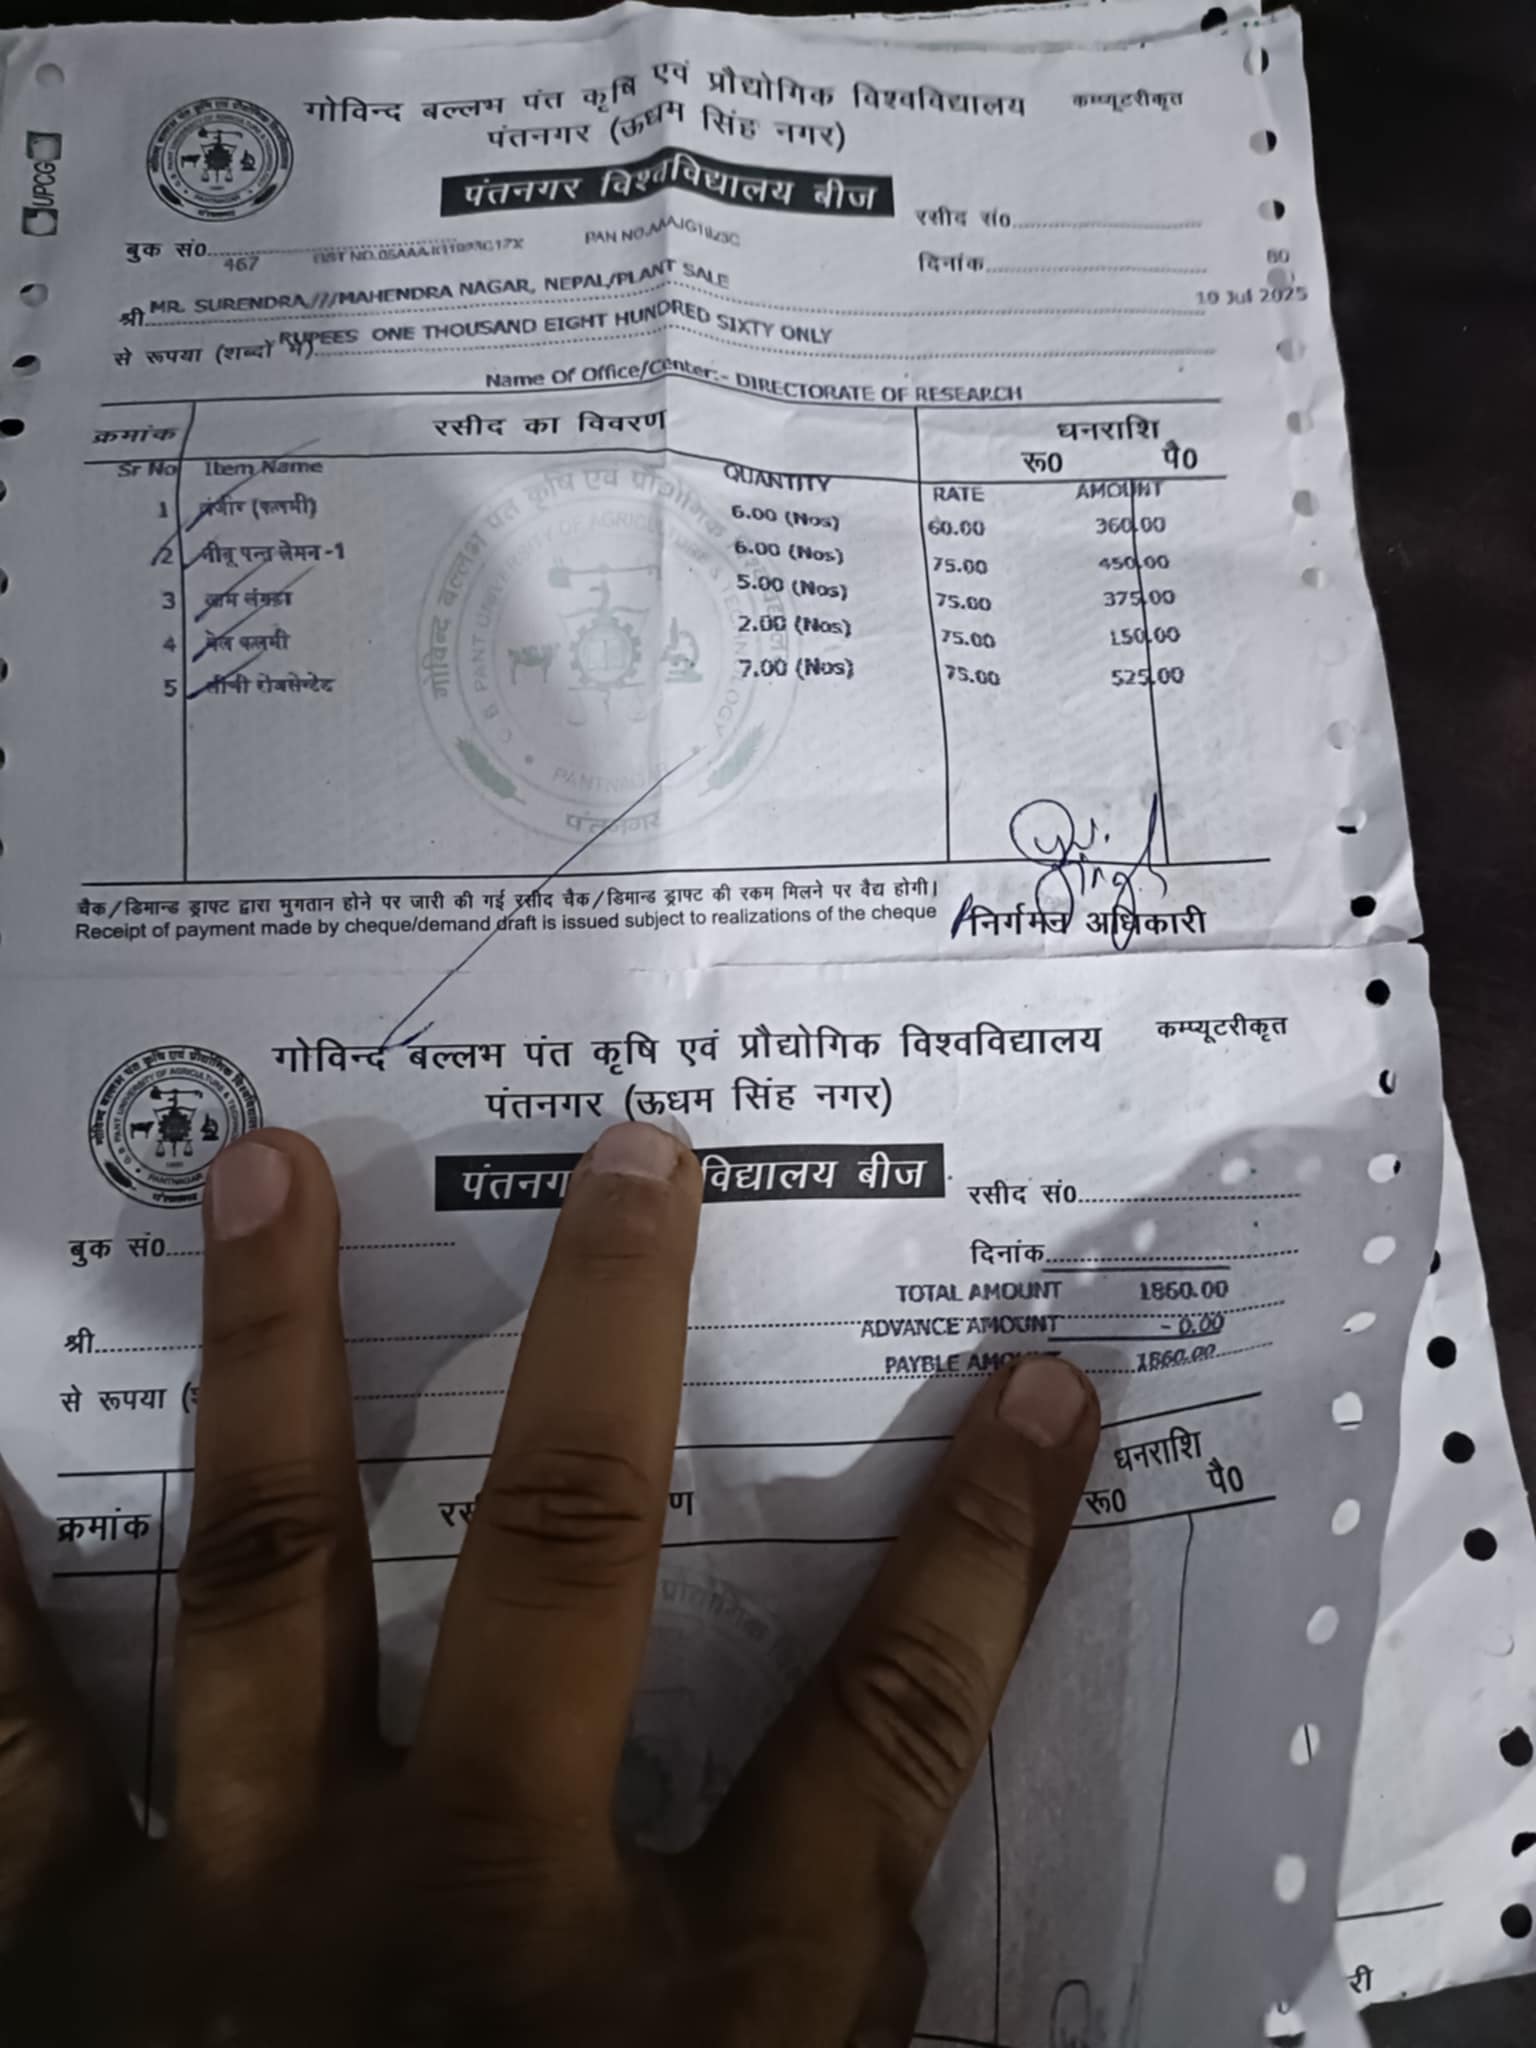 UPCG
गोविन्द बल्लभ पंत कृषि एवं प्रौद्योगिक विश्वविद्यालय कम्प्यूटरीकृत
पंतनगर (ऊधम सिंह नगर)
पंतनगर विश्वविद्यालय बीज
रसीद सं0
बुक सं0 467 PAN NO.
दिनांक 80
10 Jul 2025
श्री MR. SURENDRA,///MAHENDRA NAGAR, NEPAL/PLANT SALE
से रूपया (शब्दों में) RUPEES ONE THOUSAND EIGHT HUNDRED SIXTY ONLY
Name Of Office/Center:- DIRECTORATE OF RESEARCH
क्रमांक रसीद का विवरण धनराशि
रू0 पै0
Sr No Item Name QUANTITY RATE AMOUNT
1 अंजीर (कलमी) 6.00 (Nos) 60.00 360.00
2 नीबू पन्त लेमन -1 6.00 (Nos) 75.00 450.00
3 आम लंगडा 5.00 (Nos) 75.00 375.00
4 बेल कलमी 2.00 (Nos) 75.00 150.00
5 लीची रोजसेन्टेड 7.00 (Nos) 75.00 525.00
चैक/डिमान्ड ड्राफ्ट द्वारा भुगतान होने पर जारी की गई रसीद चैक/डिमान्ड ड्राफ्ट की रकम मिलने पर वैद्य होगी।
Receipt of payment made by cheque/demand draft is issued subject to realizations of the cheque
निर्गमन अधिकारी
गोविन्द बल्लभ पंत कृषि एवं प्रौद्योगिक विश्वविद्यालय कम्प्यूटरीकृत
पंतनगर (ऊधम सिंह नगर)
पंतनग विद्यालय बीज
रसीद सं0
बुक सं0
दिनांक
TOTAL AMOUNT 1860.00
श्री ADVANCE AMOUNT - 0.00
से रूपया PAYBLE 1860.00
धनराशि
क्रमांक रू0 पै0
री